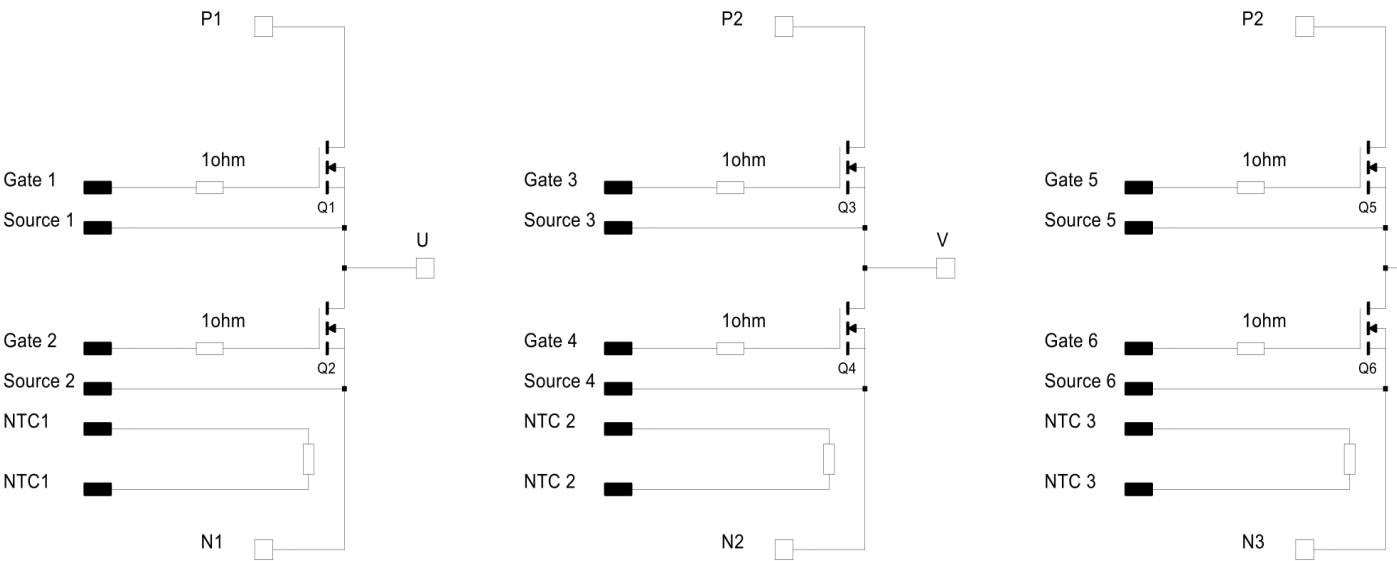 P1
P2
P2
1ohm
1ohm
1ohm
Gate 1
Gate 3
Gate 5
Q1
Q3
Q5
Source 1
Source 3
Source 5
U
V
1ohm
1ohm
1ohm
Gate 2
Gate 4
Gate 6
Q2
Q4
Q6
Source 2
Source 4
Source 6
NTC1
NTC 2
NTC 3
NTC1
NTC 2
NTC 3
N1
N2
N3